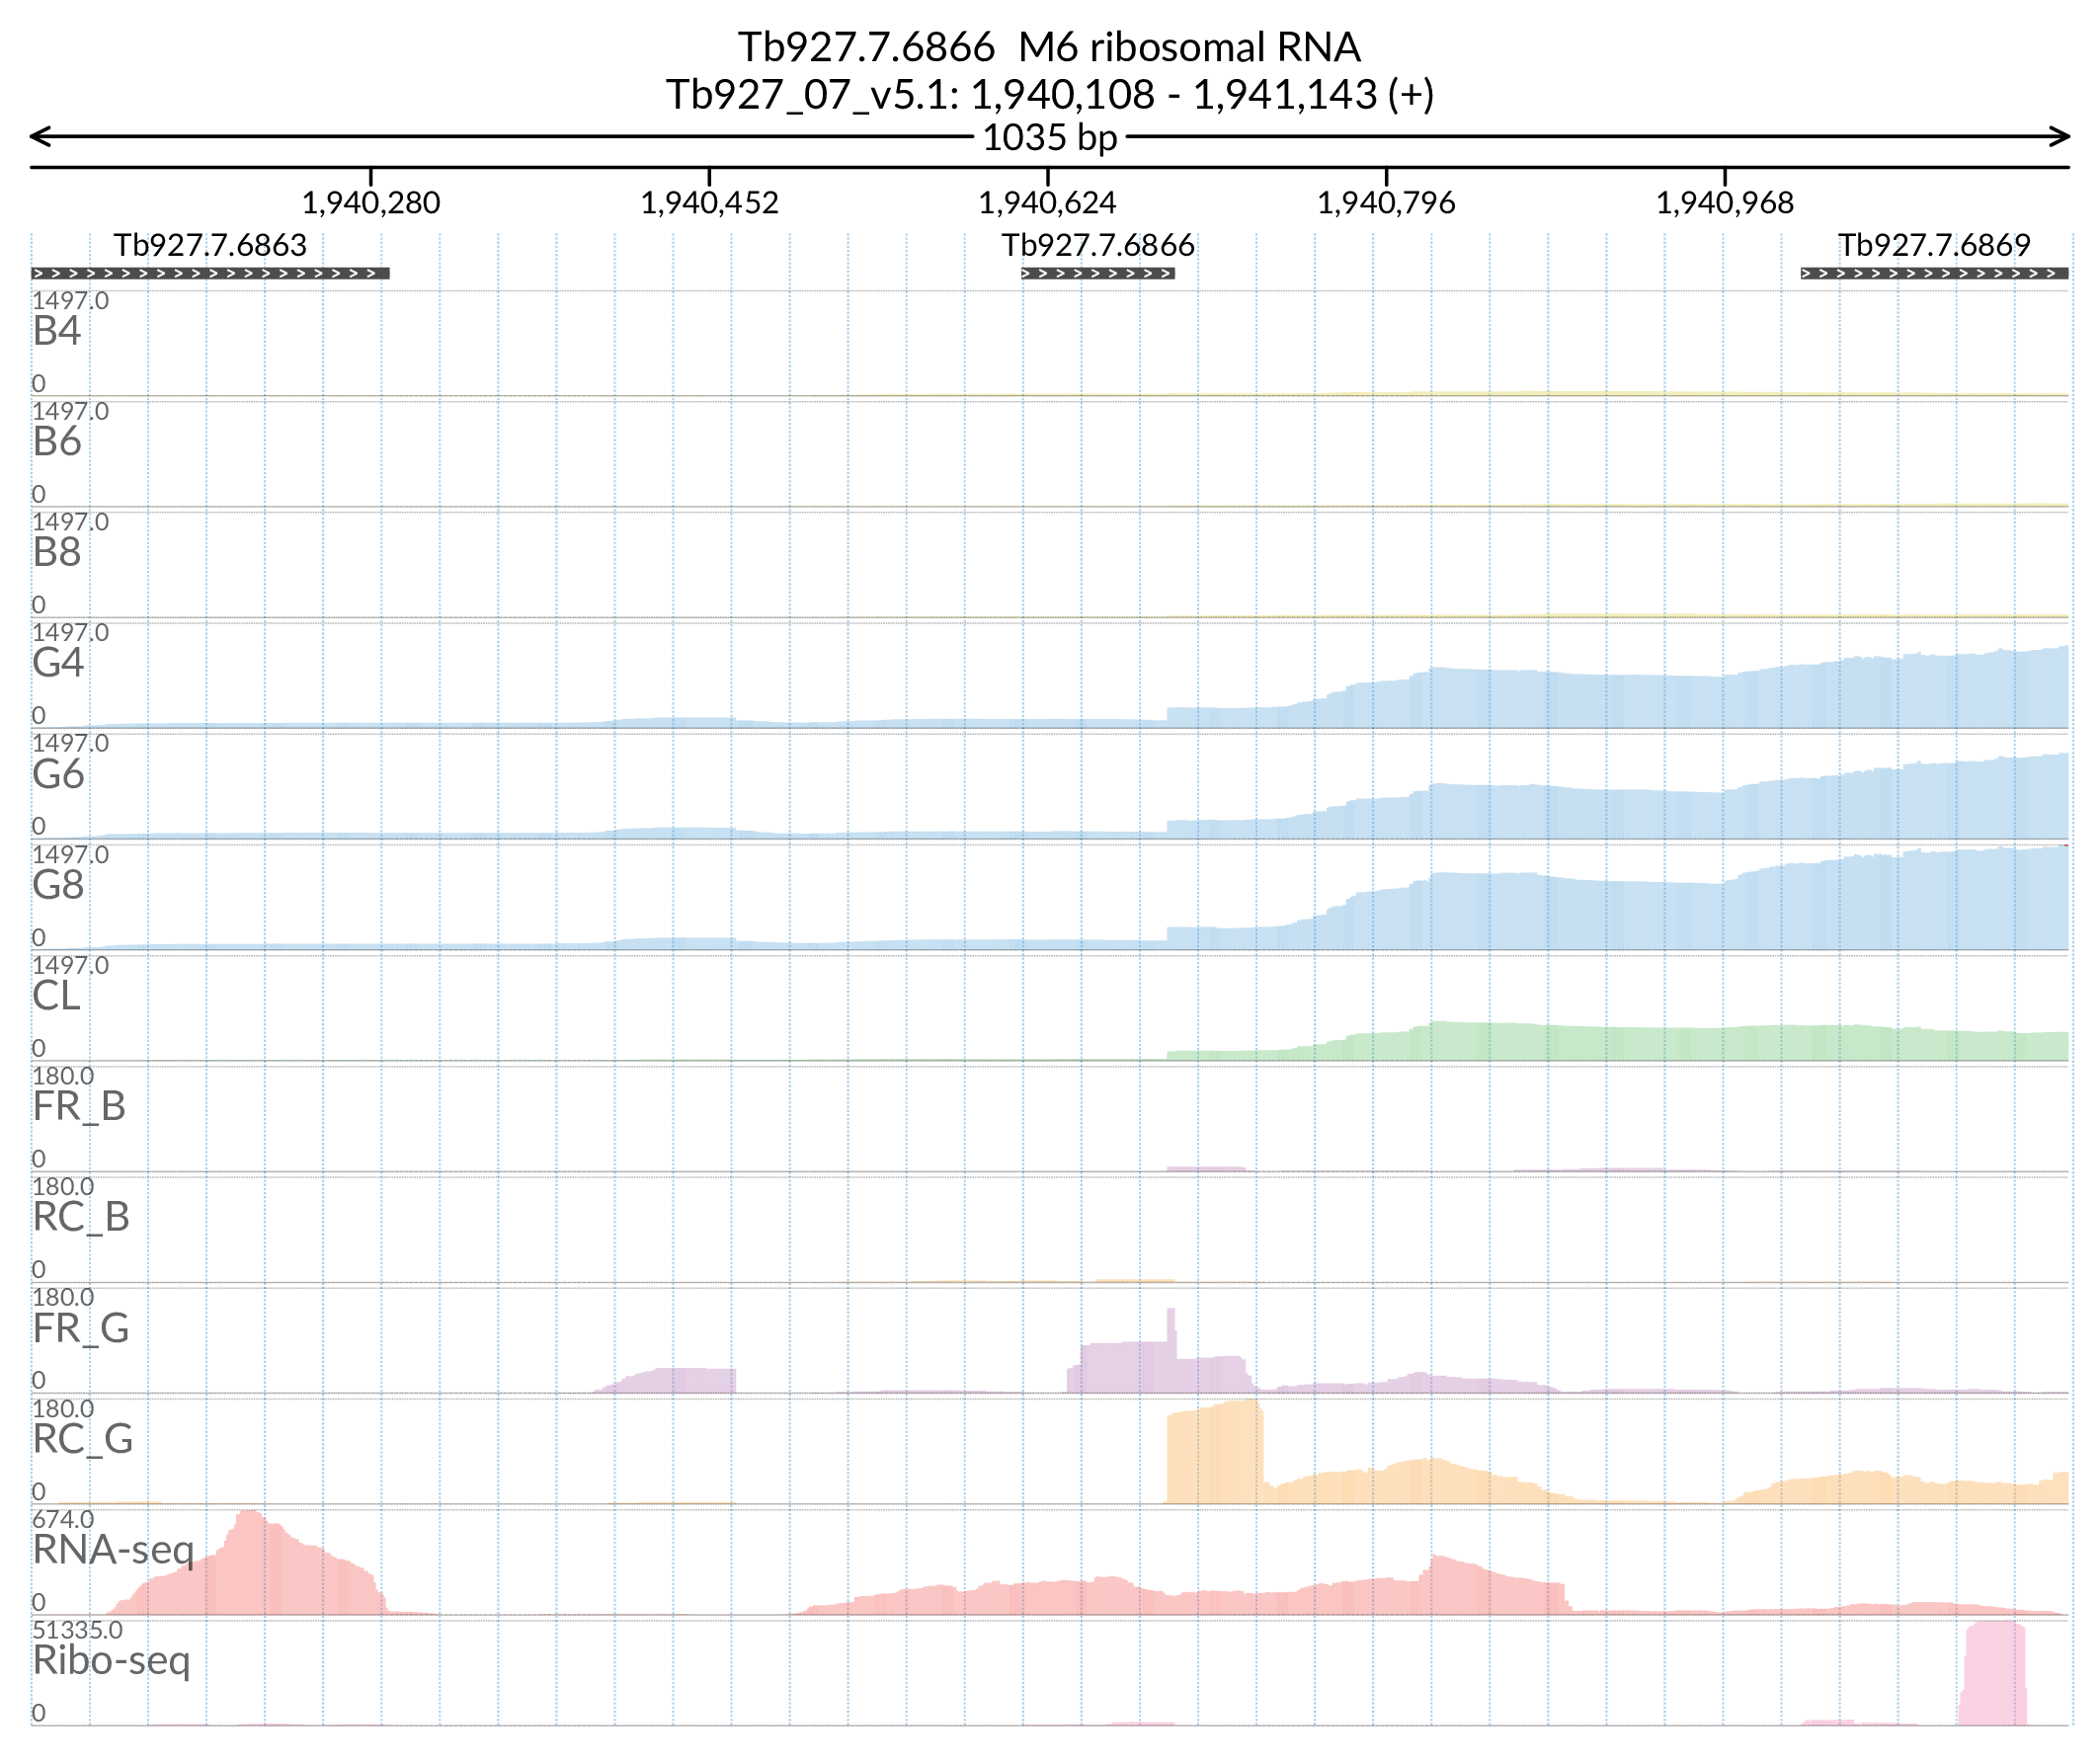 Tb927.7.6866  M6 ribosomal RNA
Tb927_07_v5.1: 1,940,108 - 1,941,143 (+)
1035 bp
1,940,280 1,940,452 1,940,624 1,940,796 1,940,968
Tb927.7.6863 Tb927.7.6866 Tb927.7.6869
1497.0
B4
0
1497.0
B6
0
1497.0
B8
0
1497.0
G4
0
1497.0
G6
0
1497.0
G8
0
1497.0
CL
0
180.0
FR_B
0
180.0
RC_B
0
180.0
FR_G
0
180.0
RC_G
0
674.0
RNA-seq
0
51335.0
Ribo-seq
0